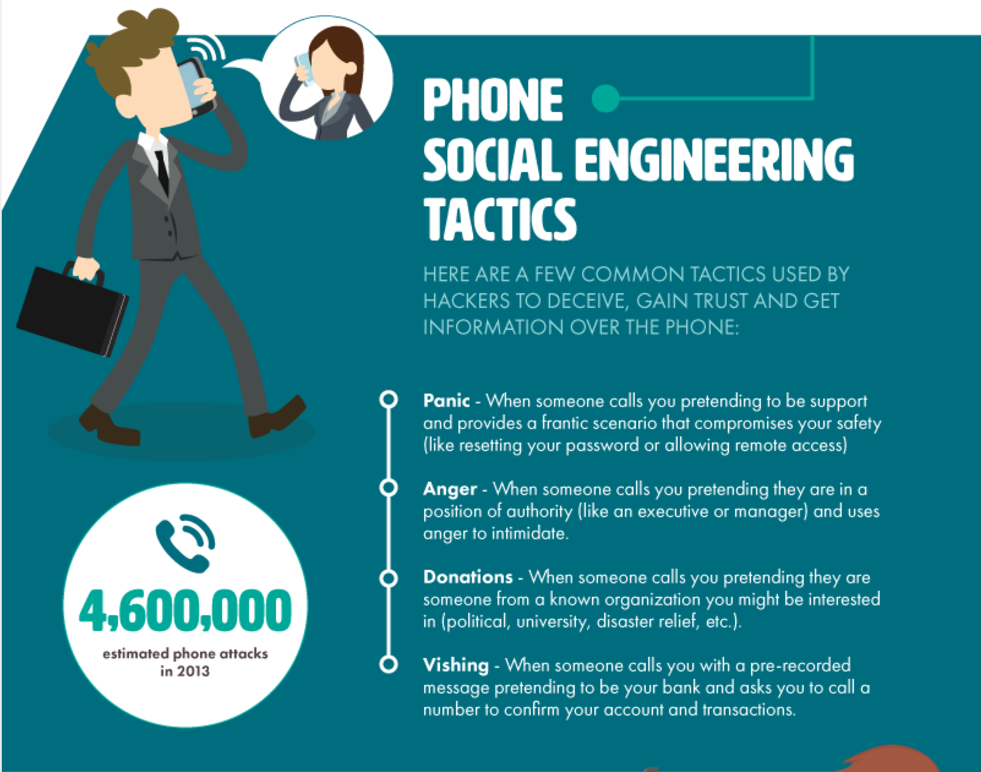 PHONE
SOCIAL ENGINEERING
TACTICS
HERE ARE A FEW COMMON TACTICS USED BY
HACKERS TO DECEIVE, GAIN TRUST AND GET
INFORMATION OVER THE PHONE:
Panic - When someone calls you pretending to be support
and provides a frantic scenario that compromises your safety
(like resetting your password or allowing remote access)
Anger - When someone calls you pretending they are in a
position of authority (like an executive or manager) and uses
anger to intimidate.
Donations - When someone calls you pretending they are
someone from a known organization you might be interested
in (political, university, disaster relief, etc.).
Vishing - When someone calls you with a pre-recorded
message pretending to be your bank and asks you to call a
number to confirm your account and transactions.
4,600,000
estimated phone attacks
in 2013